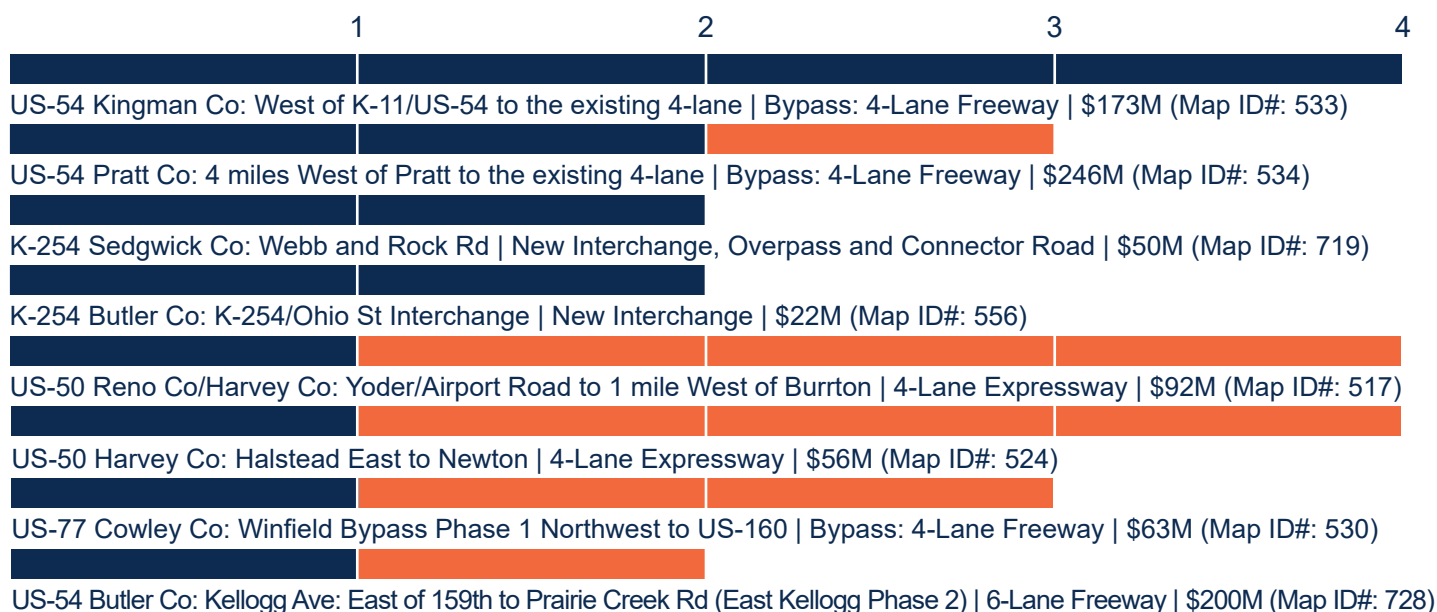 1 2 3 4
US-54 Kingman Co: West of K-11/US-54 to the existing 4-lane | Bypass: 4-Lane Freeway | $173M (Map ID#: 533)
US-54 Pratt Co: 4 miles West of Pratt to the existing 4-lane | Bypass: 4-Lane Freeway | $246M (Map ID#: 534)
K-254 Sedgwick Co: Webb and Rock Rd | New Interchange, Overpass and Connector Road | $50M (Map ID#: 719)
K-254 Butler Co: K-254/Ohio St Interchange | New Interchange | $22M (Map ID#: 556)
US-50 Reno Co/Harvey Co: Yoder/Airport Road to 1 mile West of Burrton | 4-Lane Expressway | $92M (Map ID#: 517)
US-50 Harvey Co: Halstead East to Newton | 4-Lane Expressway | $56M (Map ID#: 524)
US-77 Cowley Co: Winfield Bypass Phase 1 Northwest to US-160 | Bypass: 4-Lane Freeway | $63M (Map ID#: 530)
US-54 Butler Co: Kellogg Ave: East of 159th to Prairie Creek Rd (East Kellogg Phase 2) | 6-Lane Freeway | $200M (Map ID#: 728)